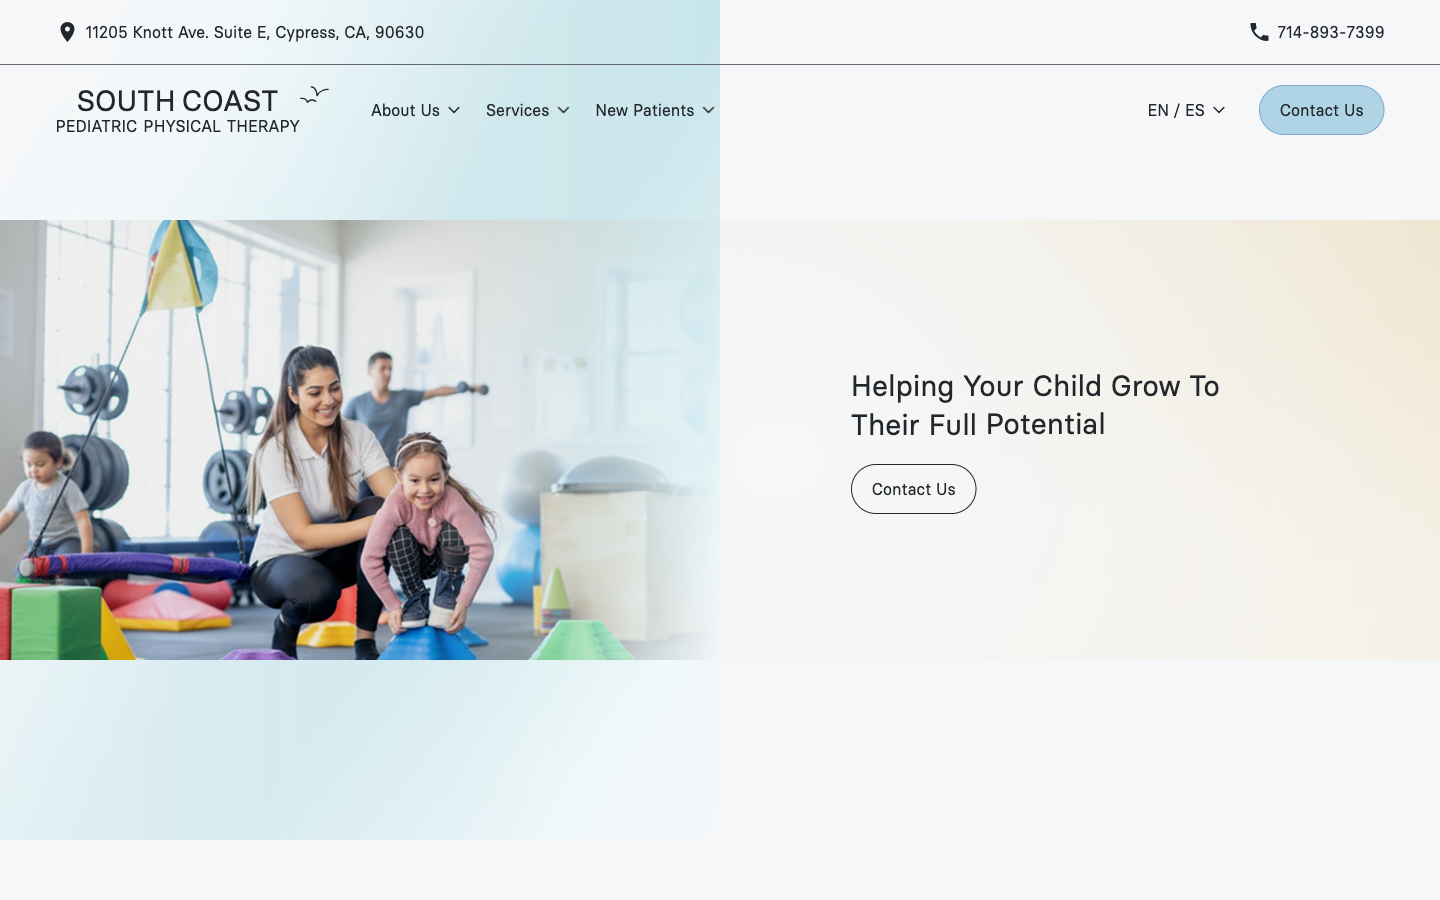 11205 Knott Ave. Suite E, Cypress, CA, 90630
714-893-7399
SOUTH COAST
PEDIATRIC PHYSICAL THERAPY
About Us
Services
New Patients
EN / ES
Contact Us
Helping Your Child Grow To
Their Full Potential
Contact Us